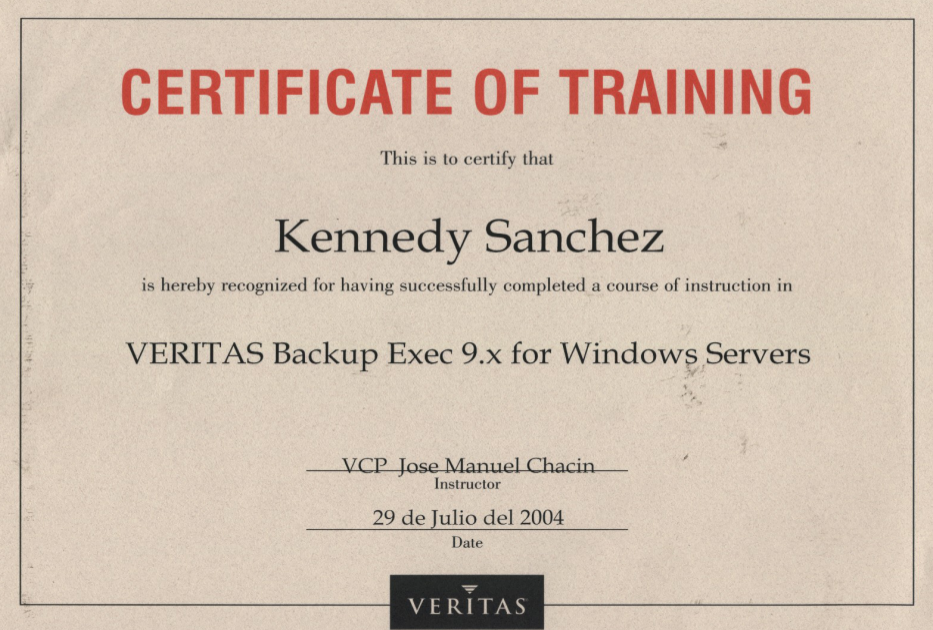 CERTIFICATE OF TRAINING
This is to certify that
Kennedy Sanchez
is hereby recognized for having successfully completed a course of instruction in
VERITAS Backup Exec 9.x for Windows Servers
VCP Jose Manuel Chacin
Instructor
29 de Julio del 2004
Date
VERITAS